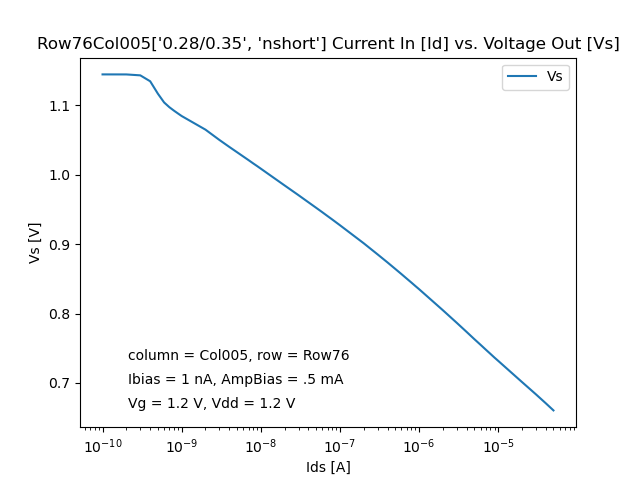 Row76Col005['0.28/0.35', 'nshort'] Current In [Id] vs. Voltage Out [Vs]
Vs
1.1
1.0
0.9
0.8
0.7
Vs [V]
column = Col005, row = Row76
Ibias = 1 nA, AmpBias = .5 mA
Vg = 1.2 V, Vdd = 1.2 V
10⁻¹⁰ 10⁻⁹ 10⁻⁸ 10⁻⁷ 10⁻⁶ 10⁻⁵
Ids [A]